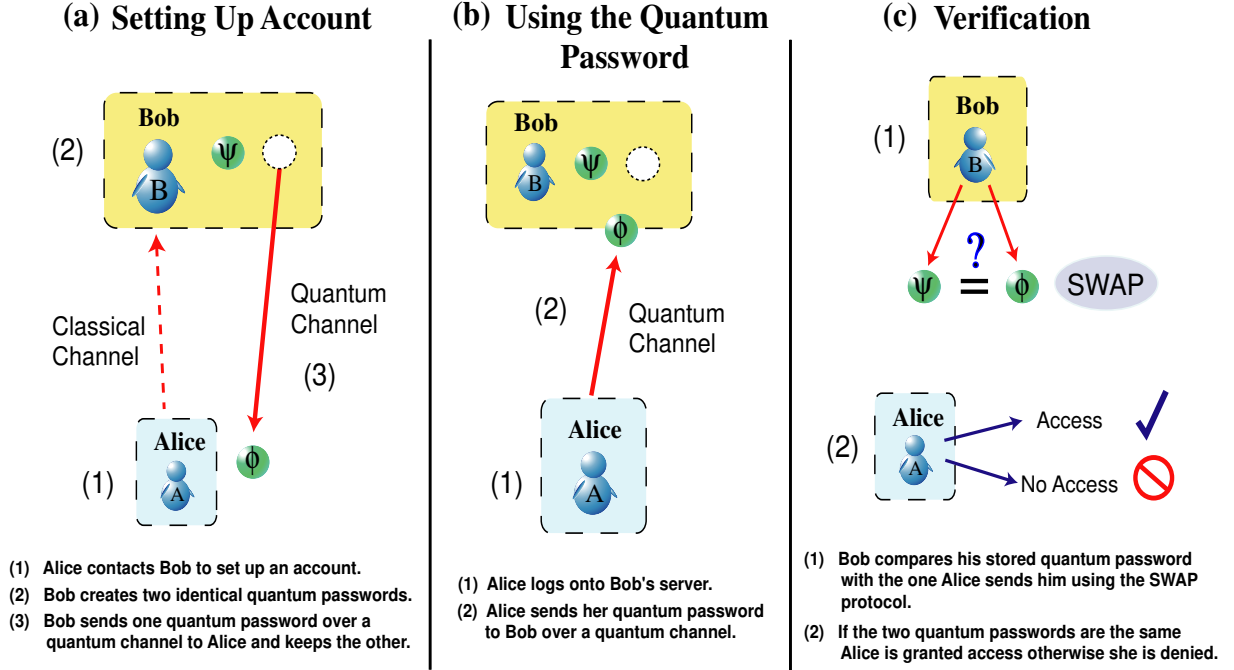 (a) Setting Up Account
(2)
Bob
B
ψ
Classical
Channel
Quantum
Channel
(3)
(1)
Alice
A
ϕ
(1) Alice contacts Bob to set up an account.
(2) Bob creates two identical quantum passwords.
(3) Bob sends one quantum password over a
quantum channel to Alice and keeps the other.
(b) Using the Quantum
Password
Bob
B
ψ
ϕ
(2)
Quantum
Channel
(1)
Alice
A
(1) Alice logs onto Bob's server.
(2) Alice sends her quantum password
to Bob over a quantum channel.
(c) Verification
(1)
Bob
B
?
ψ = ϕ
SWAP
(2)
Alice
A
Access
No Access
(1) Bob compares his stored quantum password
with the one Alice sends him using the SWAP
protocol.
(2) If the two quantum passwords are the same
Alice is granted access otherwise she is denied.